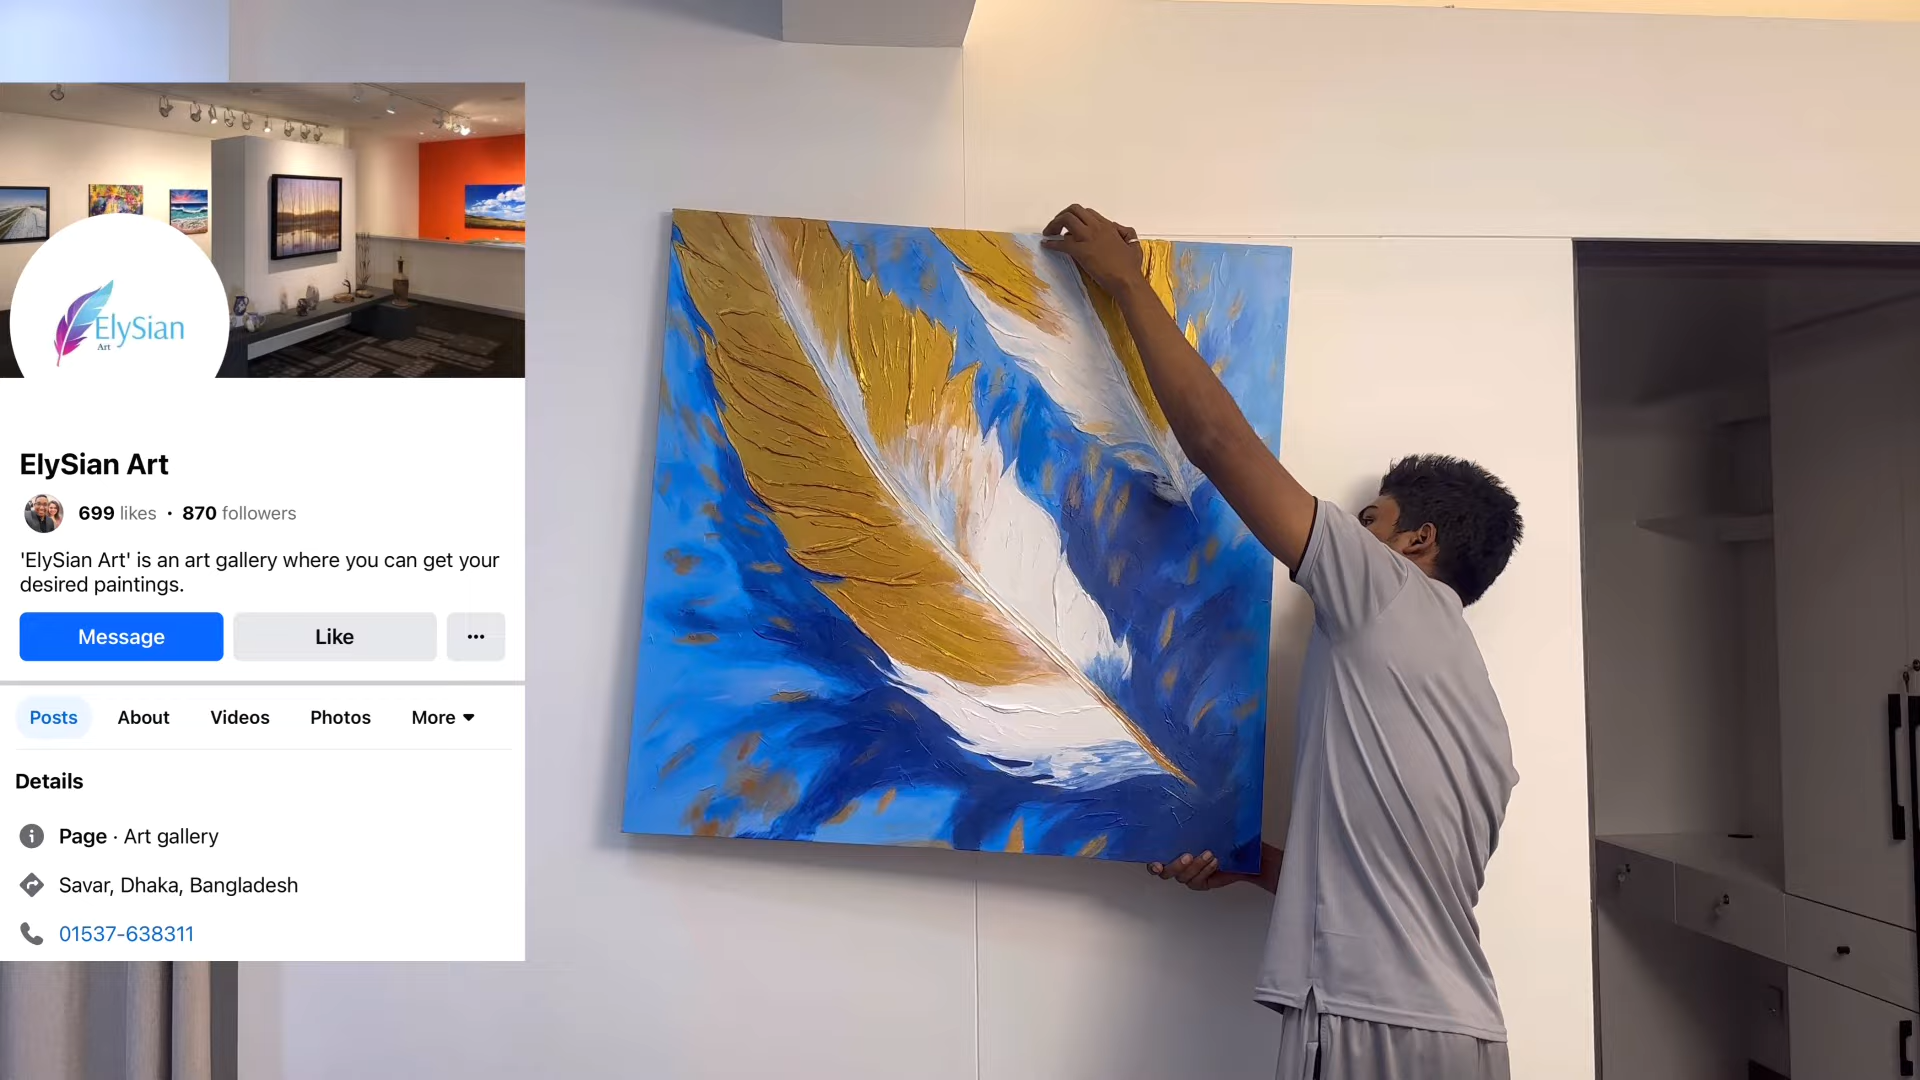 ElySian
Art
ElySian Art
699 likes · 870 followers
'ElySian Art' is an art gallery where you can get your
desired paintings.
Message
Like
Posts
About
Videos
Photos
More
Details
Page · Art gallery
Savar, Dhaka, Bangladesh
01537-638311